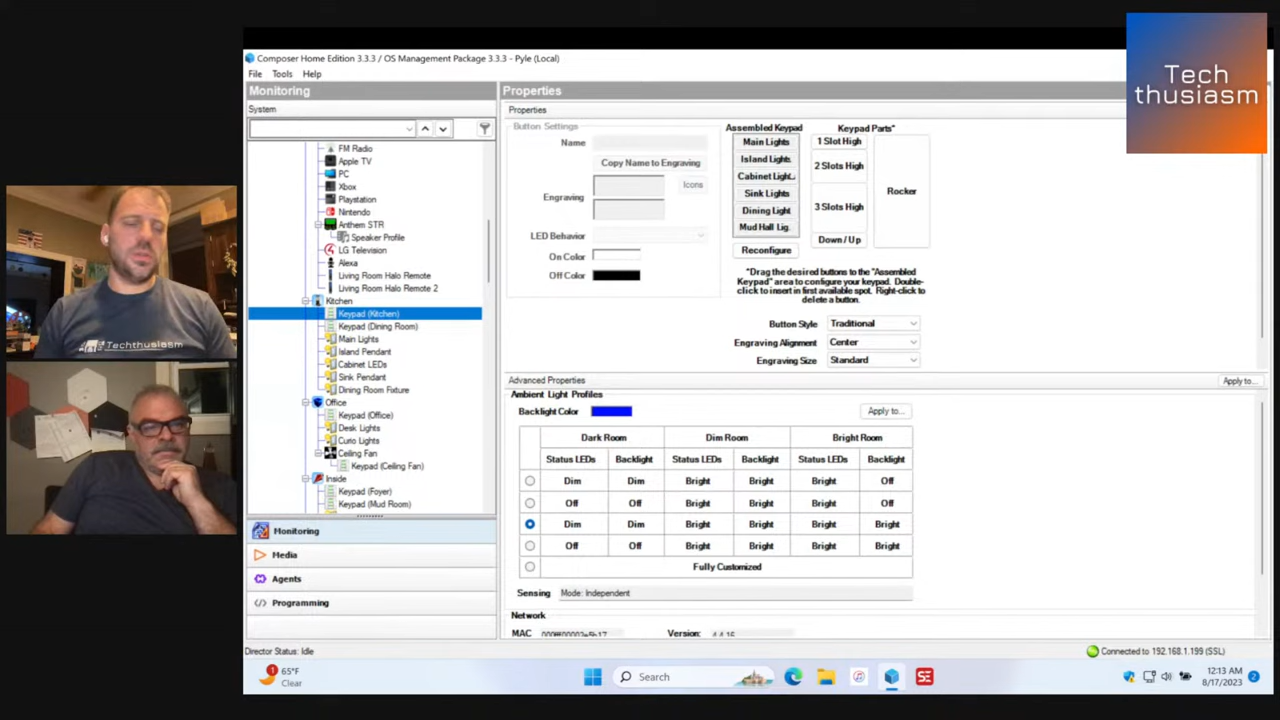 Tech
thusiasm
Techthusiasm
Composer Home Edition 3.3.3 / OS Management Package 3.3.3 - Pyle (Local)
File Tools Help
Monitoring
System
FM Radio
Apple TV
PC
Xbox
Playstation
Nintendo
Anthem STR
Speaker Profile
LG Television
Alexa
Living Room Halo Remote
Living Room Halo Remote 2
Kitchen
Keypad (Kitchen)
Keypad (Dining Room)
Main Lights
Island Pendant
Cabinet LEDs
Sink Pendant
Dining Room Fixture
Office
Keypad (Office)
Desk Lights
Curio Lights
Ceiling Fan
Keypad (Ceiling Fan)
Inside
Keypad (Foyer)
Keypad (Mud Room)
Monitoring
Media
Agents
Programming
Properties
Properties
Button Settings
Name
Copy Name to Engraving
Engraving
Icons
LED Behavior
On Color
Off Color
Assembled Keypad
Main Lights
Island Lights
Cabinet Light...
Sink Lights
Dining Light
Mud Hall Lig...
Reconfigure
Keypad Parts*
1 Slot High
2 Slots High
3 Slots High
Down / Up
Rocker
*Drag the desired buttons to the "Assembled
Keypad" area to configure your keypad. Double-
click to insert in first available spot. Right-click to
delete a button.
Button Style Traditional
Engraving Alignment Center
Engraving Size Standard
Advanced Properties Apply to...
Ambient Light Profiles
Backlight Color Apply to...
Dark Room Dim Room Bright Room
Status LEDs Backlight Status LEDs Backlight Status LEDs Backlight
Dim Dim Bright Bright Bright Off
Off Off Bright Bright Bright Off
Dim Dim Bright Bright Bright Bright
Off Off Bright Bright Bright Bright
Fully Customized
Sensing Mode: Independent
Network
MAC Version:
Director Status: Idle
Connected to 192.168.1.199 (SSL)
1
65°F
Clear
Search
SE
12:13 AM
8/17/2023
2